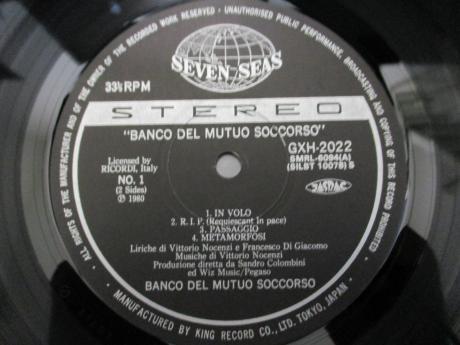 SEVEN SEAS
33⅓ RPM
STEREO
"BANCO DEL MUTUO SOCCORSO"
Licensed by
RICORDI, Italy
NO. 1
(2 Sides)
Ⓟ 1980
GXH-2022
SMRL-6094(A)
(SILBT 10078) S
JASRAC
1. IN VOLO
2. R.I.P. (Requiescant in pace)
3. PASSAGGIO
4. METAMORFOSI
Liriche di Vittorio Nocenzi e Francesco Di Giacomo
Musiche di Vittorio Nocenzi
Produzione diretta da Sandro Colombini
ed Wiz Music/Pegaso
BANCO DEL MUTUO SOCCORSO
· ALL RIGHTS OF THE MANUFACTURER AND OF THE OWNER OF THE RECORDED WORK RESERVED · UNAUTHORISED PUBLIC PERFORMANCE, BROADCASTING AND COPYING OF THIS RECORD PROHIBITED ·
MANUFACTURED BY KING RECORD CO., LTD. TOKYO, JAPAN ·